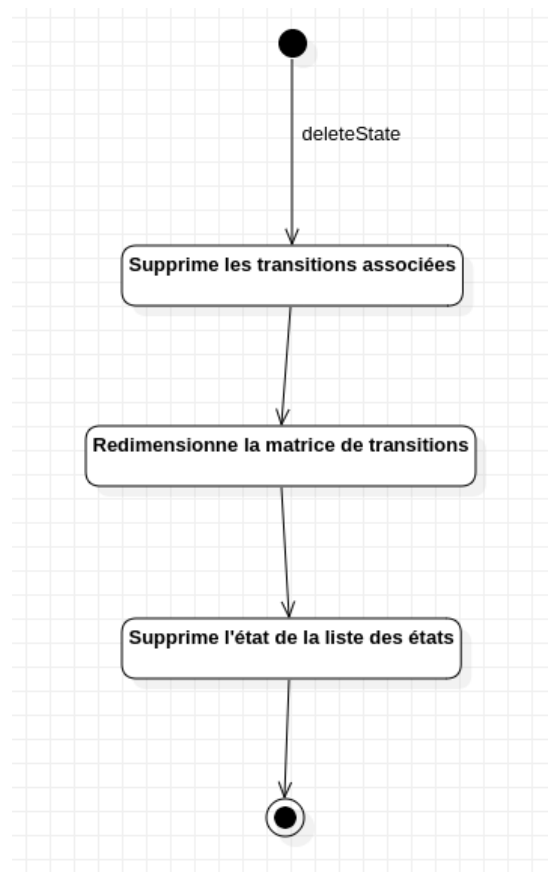 deleteState
Supprime les transitions associées
Redimensionne la matrice de transitions
Supprime l'état de la liste des états